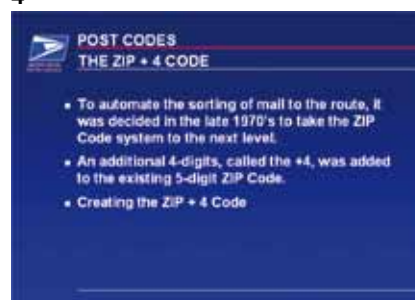 4
POST CODES
THE ZIP + 4 CODE
• To automate the sorting of mail to the route, it
was decided in the late 1970's to take the ZIP
Code system to the next level.
• An additional 4-digits, called the +4, was added
to the existing 5-digit ZIP Code.
• Creating the ZIP + 4 Code